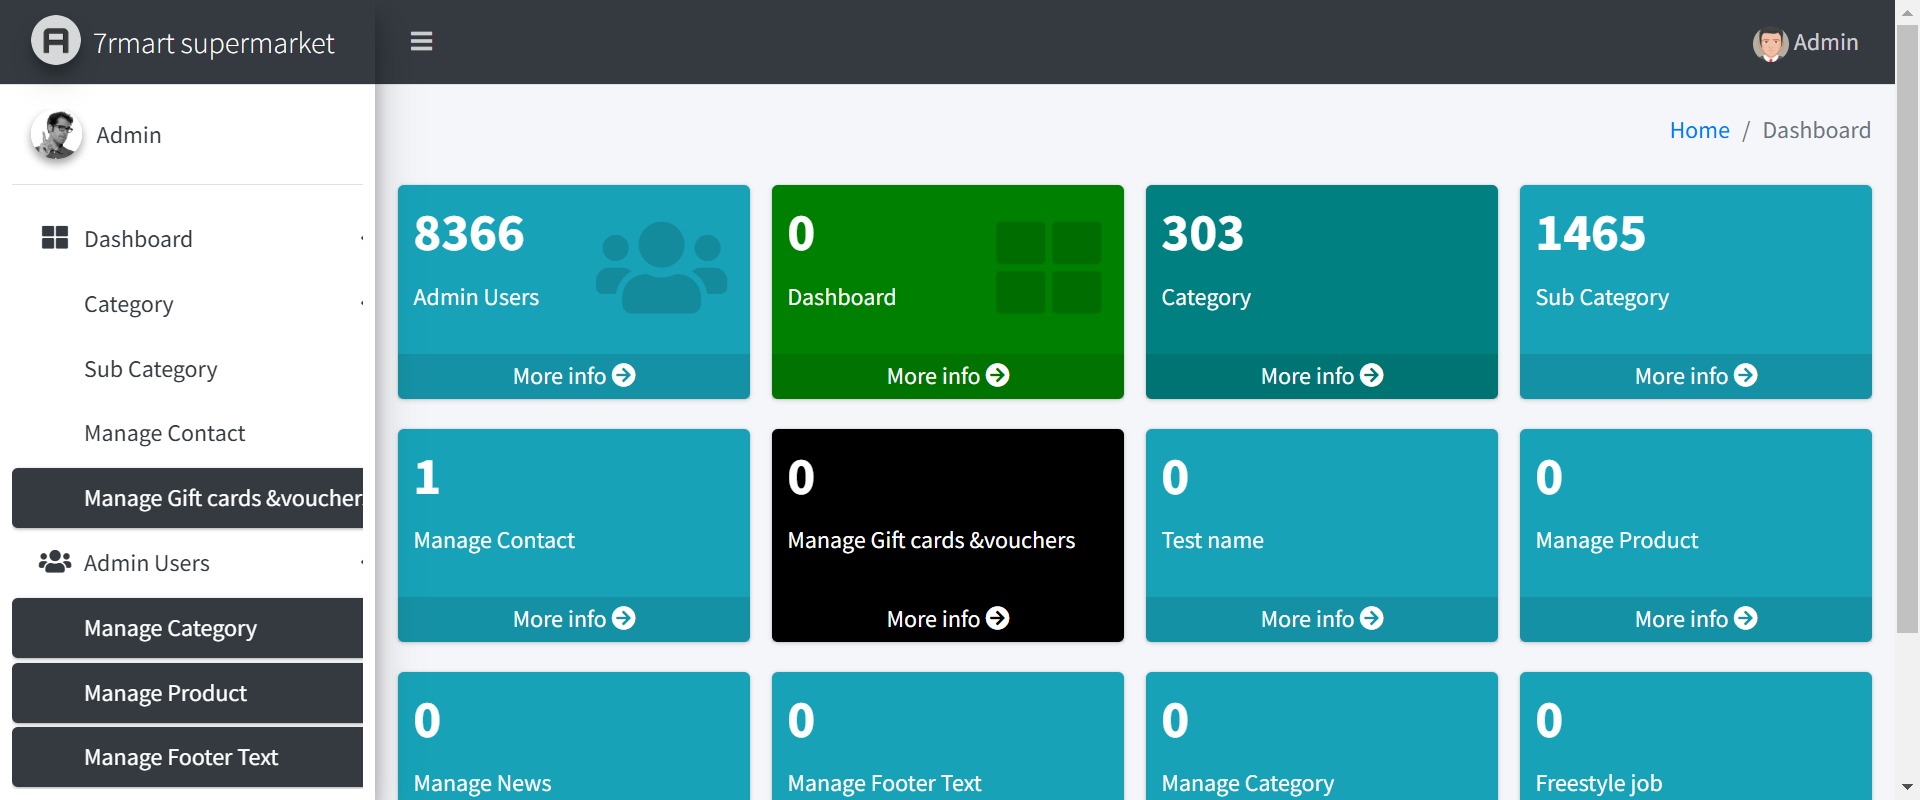 7rmart supermarket
Admin
Admin
Home / Dashboard
Dashboard
Category
Sub Category
Manage Contact
Manage Gift cards &voucher
Admin Users
Manage Category
Manage Product
Manage Footer Text
8366
Admin Users
More info
0
Dashboard
More info
303
Category
More info
1465
Sub Category
More info
1
Manage Contact
More info
0
Manage Gift cards &vouchers
More info
0
Test name
More info
0
Manage Product
More info
0
Manage News
0
Manage Footer Text
0
Manage Category
0
Freestyle job